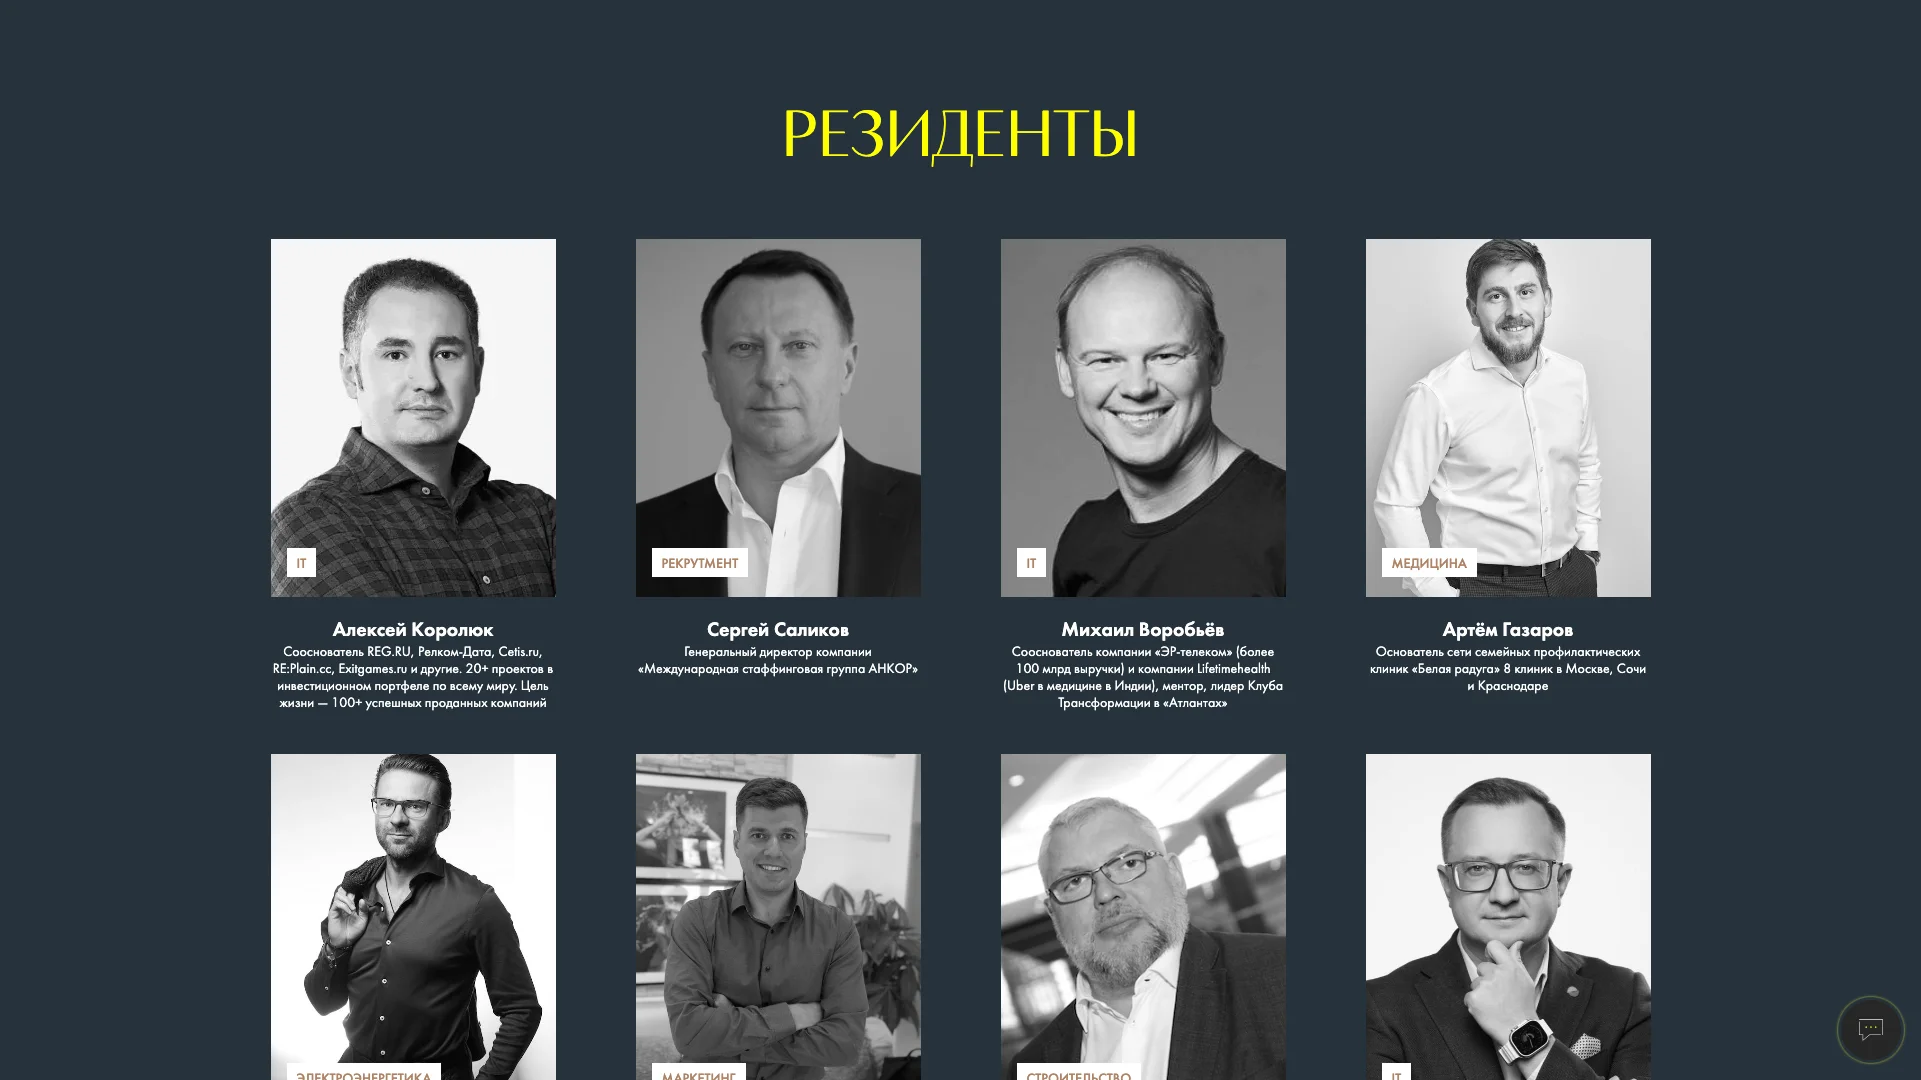 РЕЗИДЕНТЫ
IT
РЕКРУТМЕНТ
IT
МЕДИЦИНА
Алексей Королюк
Сооснователь REG.RU, Релком-Дата, Cetis.ru,
RE:Plain.cc, Exitgames.ru и другие. 20+ проектов в
инвестиционном портфеле по всему миру. Цель
жизни — 100+ успешных проданных компаний
Сергей Саликов
Генеральный директор компании
«Международная стаффинговая группа АНКОР»
Михаил Воробьёв
Сооснователь компании «ЭР-телеком» (более
100 млрд выручки) и компании Lifetimehealth
(Uber в медицине в Индии), ментор, лидер Клуба
Трансформации в «Атлантах»
Артём Газаров
Основатель сети семейных профилактических
клиник «Белая радуга» 8 клиник в Москве, Сочи
и Краснодаре
ЭЛЕКТРОЭНЕРГЕТИКА
МАРКЕТИНГ
СТРОИТЕЛЬСТВО
IT